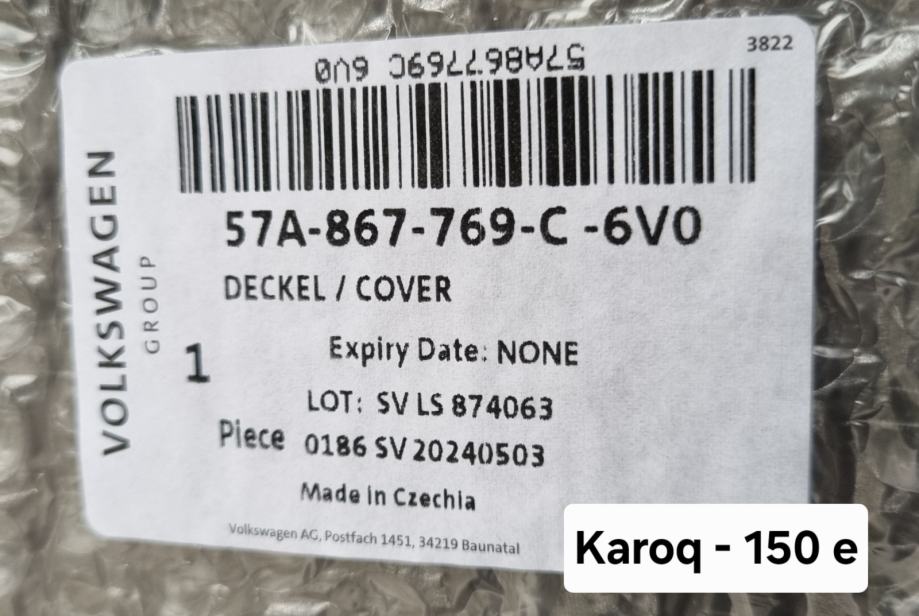 3822
57A867769C 6V0
57A-867-769-C -6V0
DECKEL / COVER
VOLKSWAGEN
GROUP
1
Piece
Expiry Date: NONE
LOT: SV LS 874063
0186 SV 20240503
Made in Czechia
Volkswagen AG, Postfach 1451, 34219 Baunatal
Karoq - 150 e